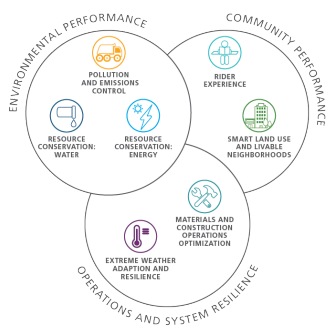 ENVIRONMENTAL PERFORMANCE
COMMUNITY PERFORMANCE
POLLUTION
AND EMISSIONS
CONTROL
RIDER
EXPERIENCE
RESOURCE
CONSERVATION:
WATER
RESOURCE
CONSERVATION:
ENERGY
SMART LAND USE
AND LIVABLE
NEIGHBORHOODS
MATERIALS AND
CONSTRUCTION
OPERATIONS
OPTIMIZATION
EXTREME WEATHER
ADAPTION AND
RESILIENCE
OPERATIONS AND SYSTEM RESILIENCE